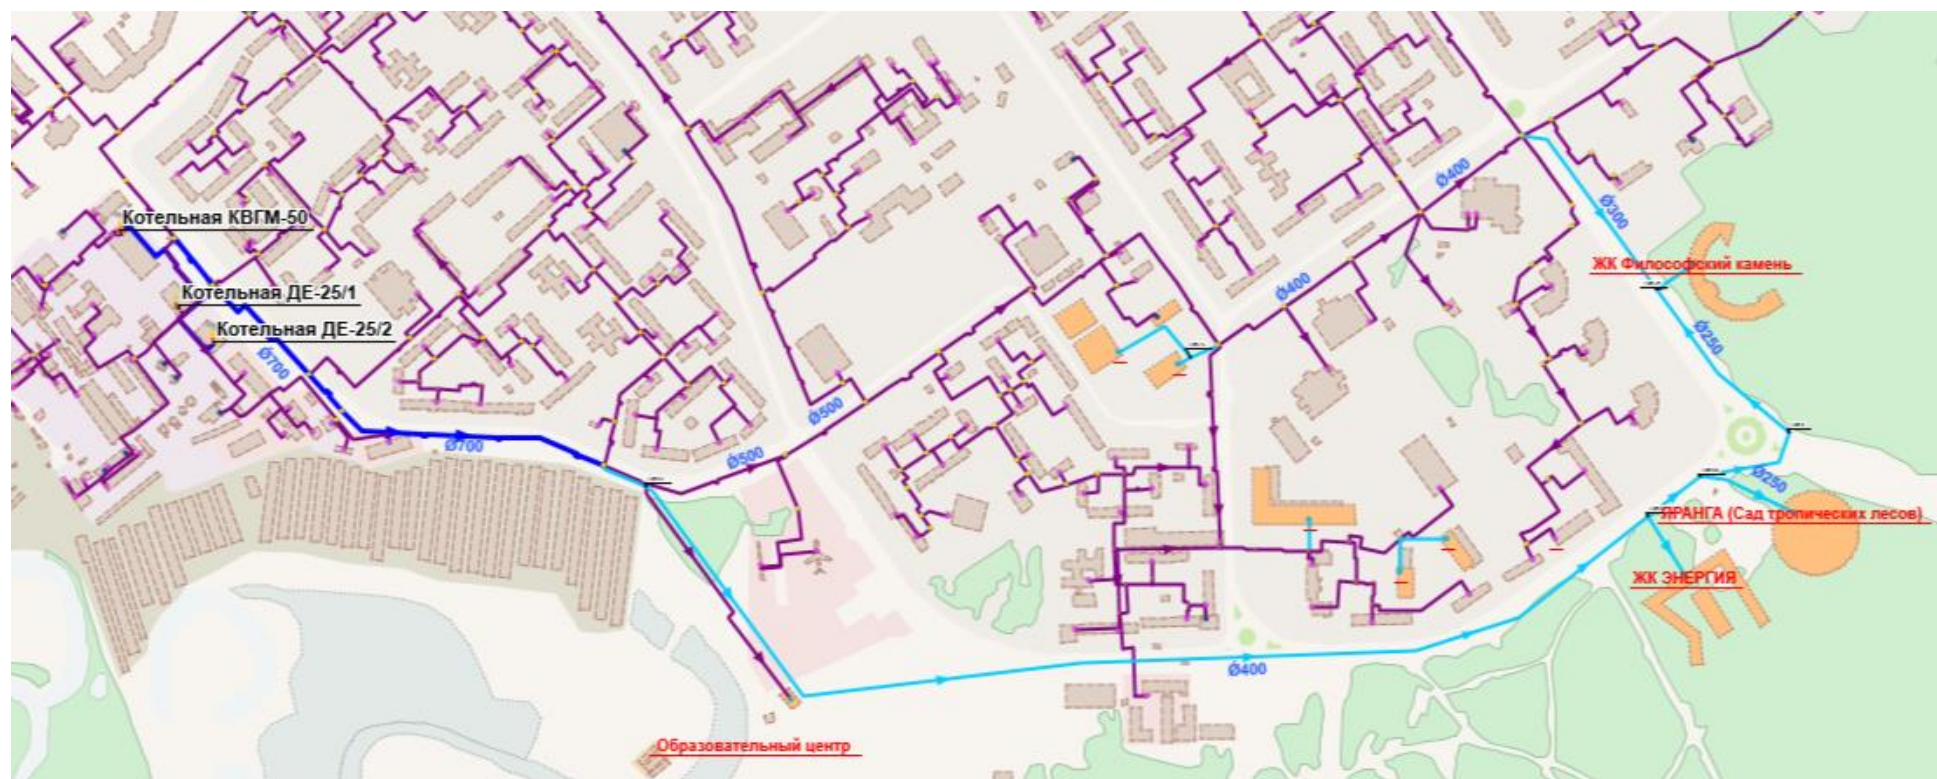 Котельная КВГМ-50
Котельная ДЕ-25/1
Котельная ДЕ-25/2
Ø700
Ø700
Ø500
Ø500
Ø400
Ø400
Ø300
ЖК Философский камень
Ø250
Ø250
ЯРАНГА (Сад тропических лесов)
ЖК ЭНЕРГИЯ
Ø400
Образовательный центр